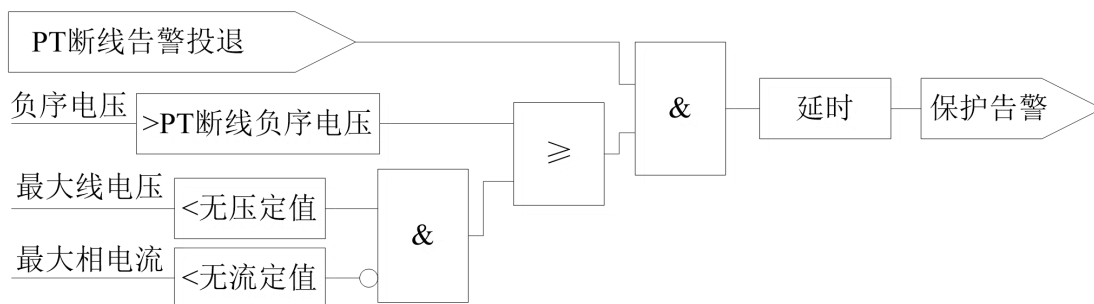 PT断线告警投退
负序电压
>PT断线负序电压
&
延时
保护告警
≥
最大线电压
<无压定值
&
最大相电流
<无流定值